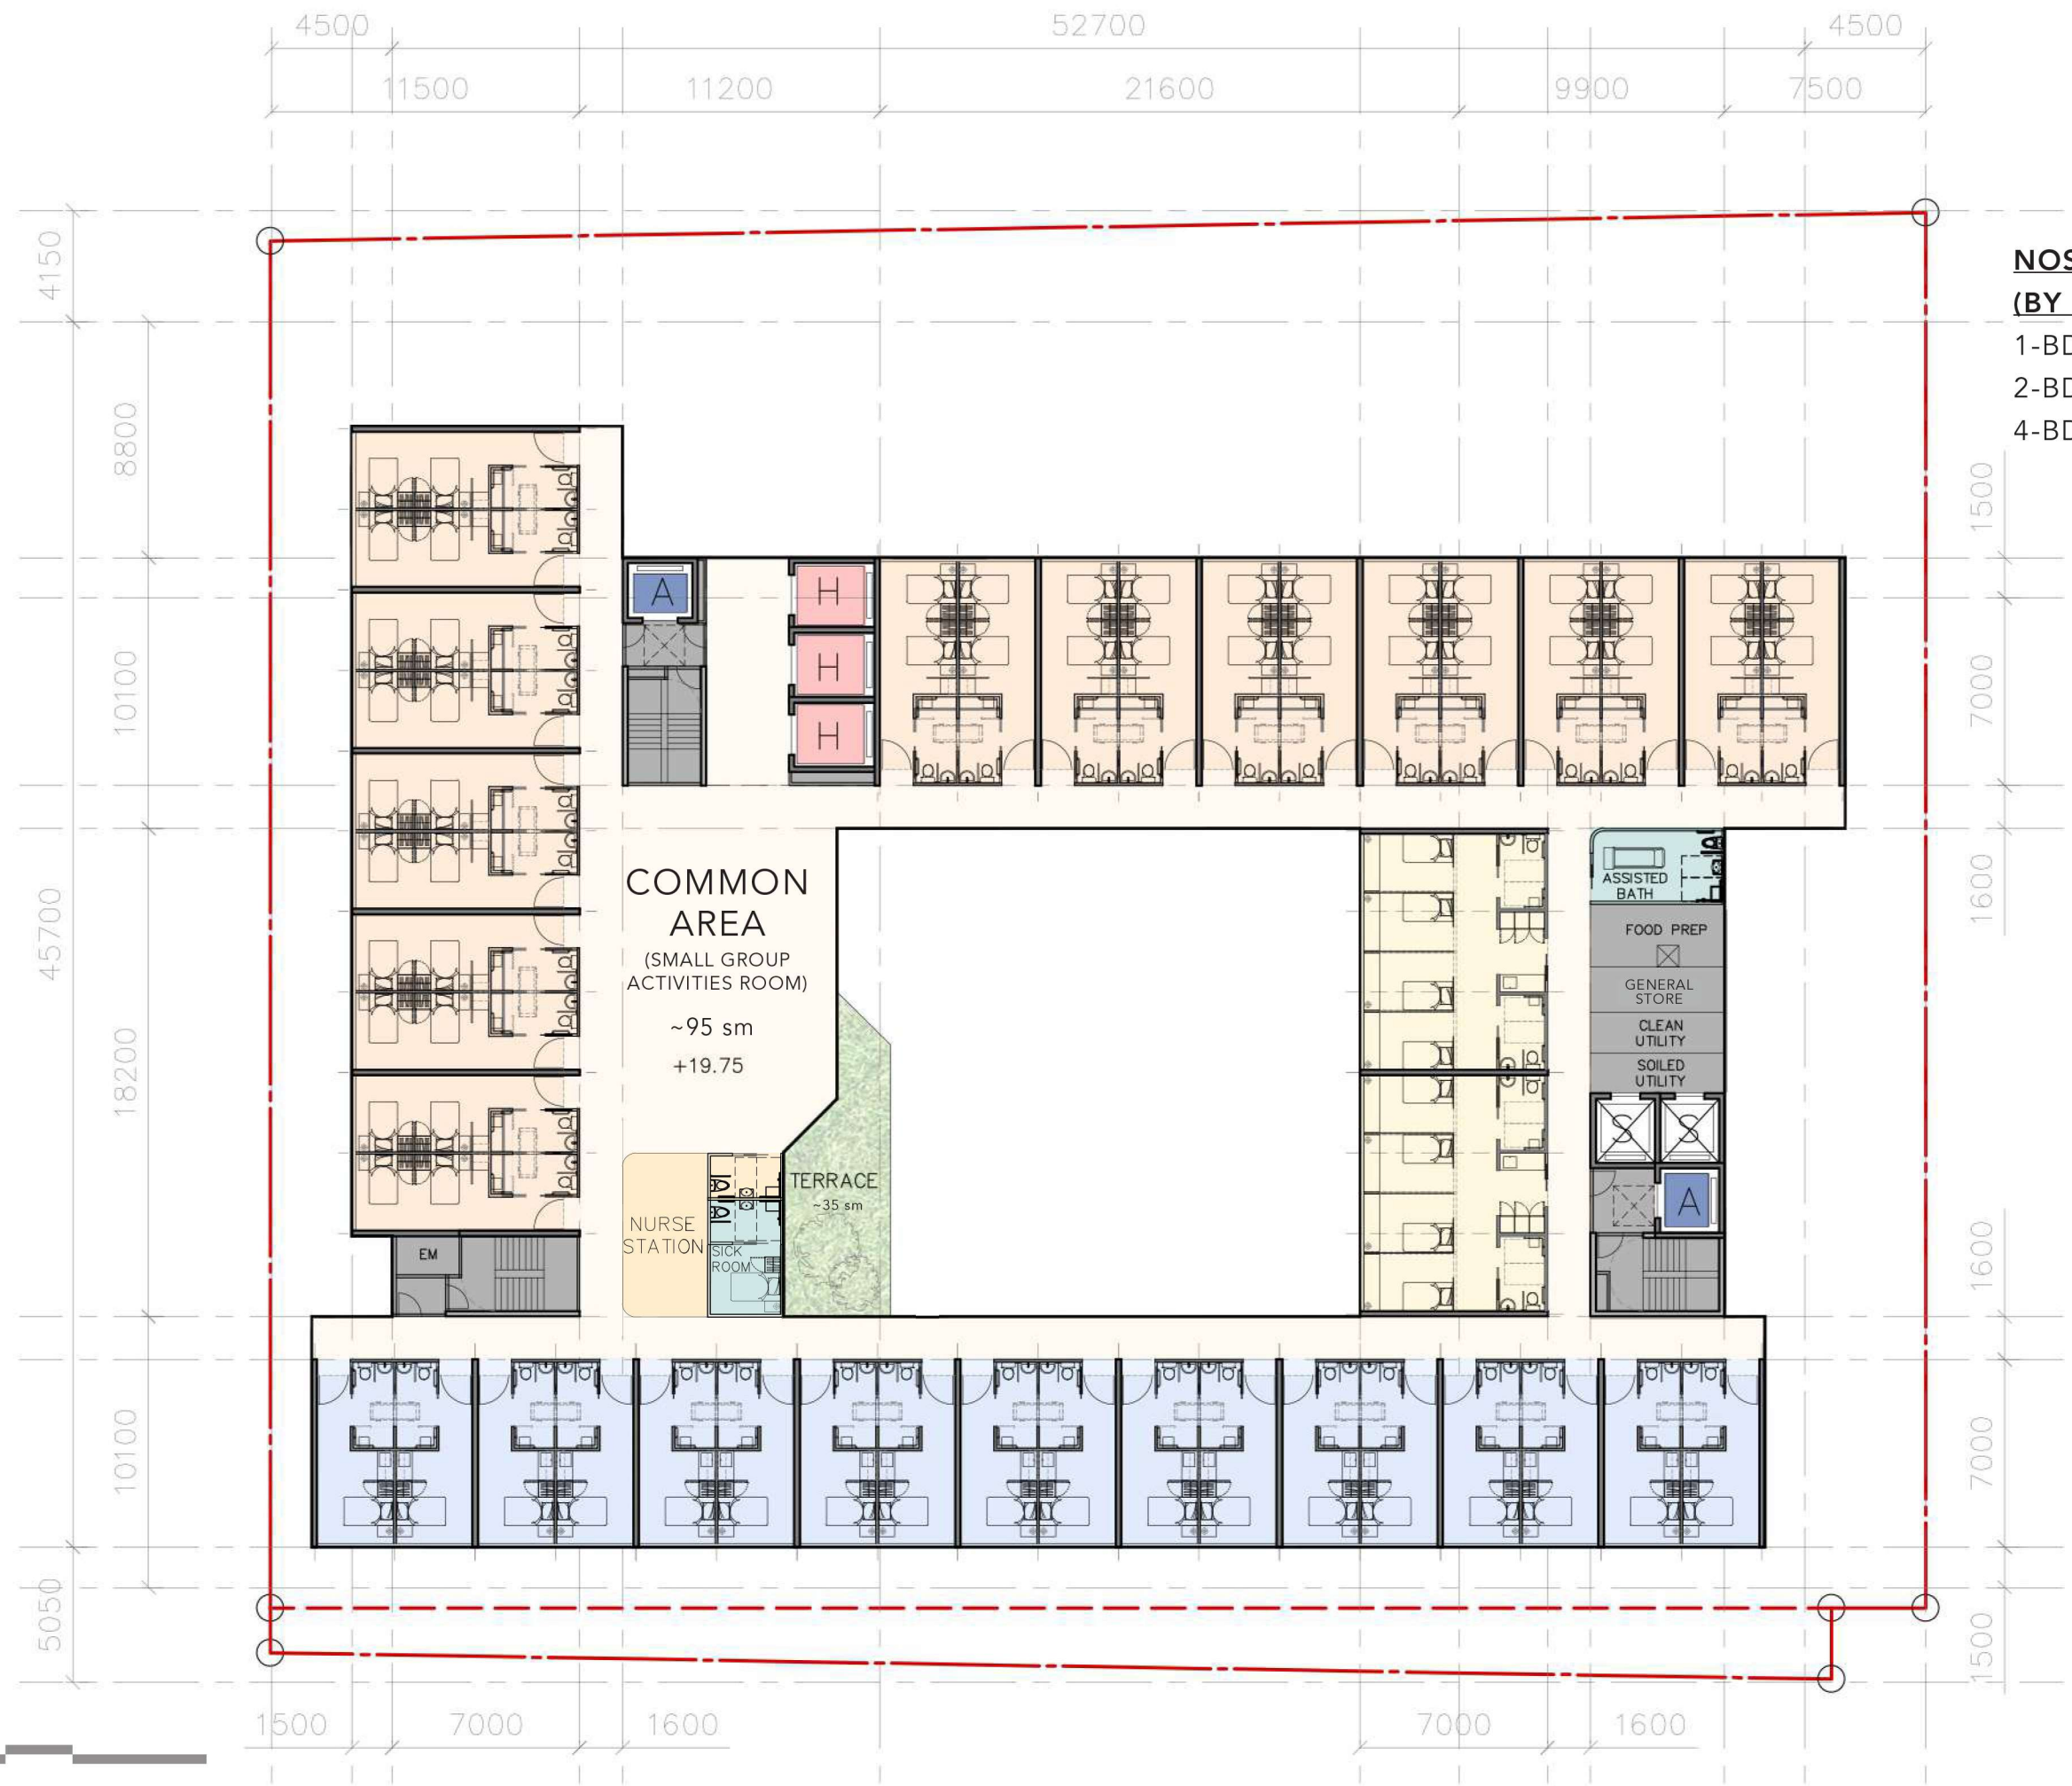 4500
52700
4500
11500
11200
21600
9900
7500
4150
8800
10100
45700
18200
10100
5050
NOS
(BY
1-BD
2-BD
4-BD
1500
7000
1600
1600
7000
1500
A
H
H
H
COMMON
AREA
(SMALL GROUP
ACTIVITIES ROOM)
~95 sm
+19.75
ASSISTED
BATH
FOOD PREP
GENERAL
STORE
CLEAN
UTILITY
SOILED
UTILITY
S
S
A
TERRACE
~35 sm
NURSE
STATION
SICK
ROOM
EM
1500
7000
1600
7000
1600